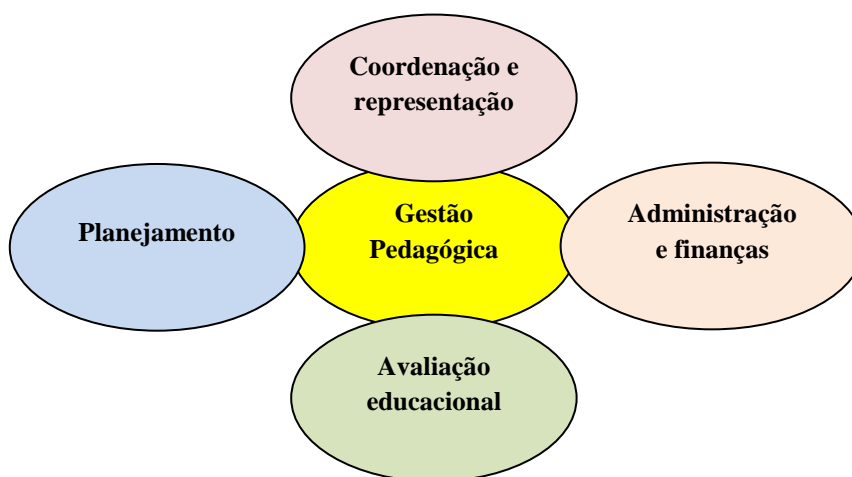 Coordenação e
representação
Planejamento
Gestão
Pedagógica
Administração
e finanças
Avaliação
educacional